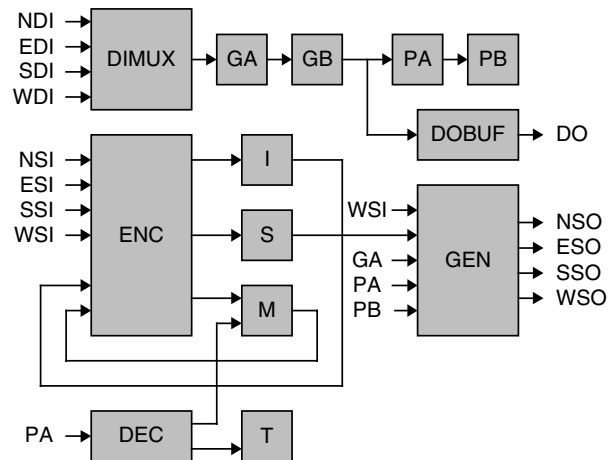 NDI
EDI
SDI
WDI
DIMUX
GA
GB
PA
PB
DOBUF
DO
NSI
ESI
SSI
WSI
ENC
I
S
M
WSI
GA
PA
PB
GEN
NSO
ESO
SSO
WSO
PA
DEC
T